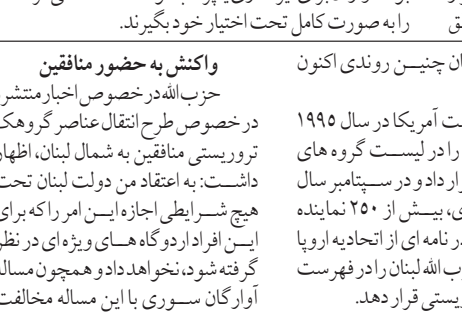 را به صورت کامل تحت اختیار خود بگیرند.
واکنش به حضور منافقین
حزب‌الله در خصوص اخبار منتشر
در خصوص طرح انتقال عناصر گروهک
تروریستی منافقین به شمال لبنان، اظهار
داشت: به اعتقاد من دولت لبنان تحت
هیچ شرایطی اجازه این امر را که برای
این افراد اردوگاه های ویژه ای در نظر
گرفته شود، نخواهد داد و همچون مساله
آوارگان سوری با این مساله مخالفت
چنین روندی اکنون
آمریکا در سال ۱۹۹۵
را در لیست گروه های
داد و در سپتامبر سال
بیش از ۲۵۰ نماینده
نامه ای از اتحادیه اروپا
الله لبنان را در فهرست
قرار دهد.